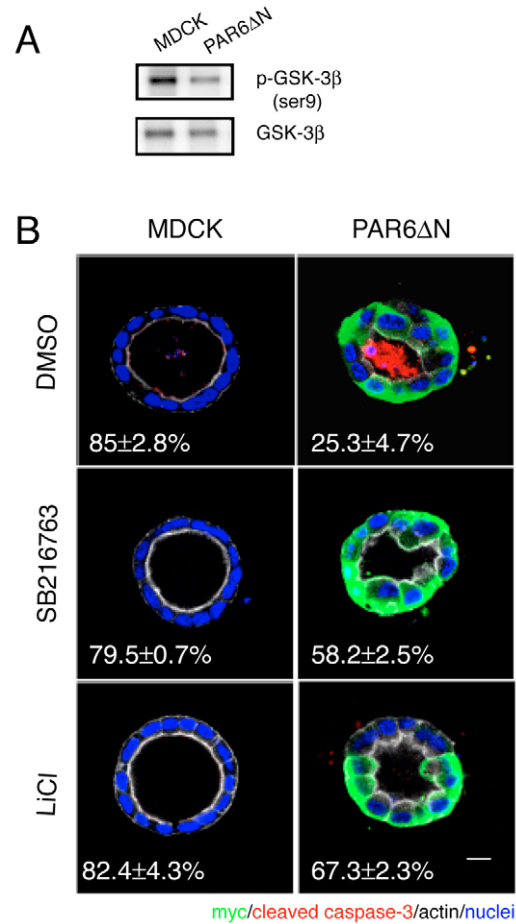 A
MDCK PAR6ΔN
p-GSK-3β
(ser9)
GSK-3β
B
MDCK PAR6ΔN
DMSO
85±2.8% 25.3±4.7%
SB216763
79.5±0.7% 58.2±2.5%
LiCl
82.4±4.3% 67.3±2.3%
myc/cleaved caspase-3/actin/nuclei